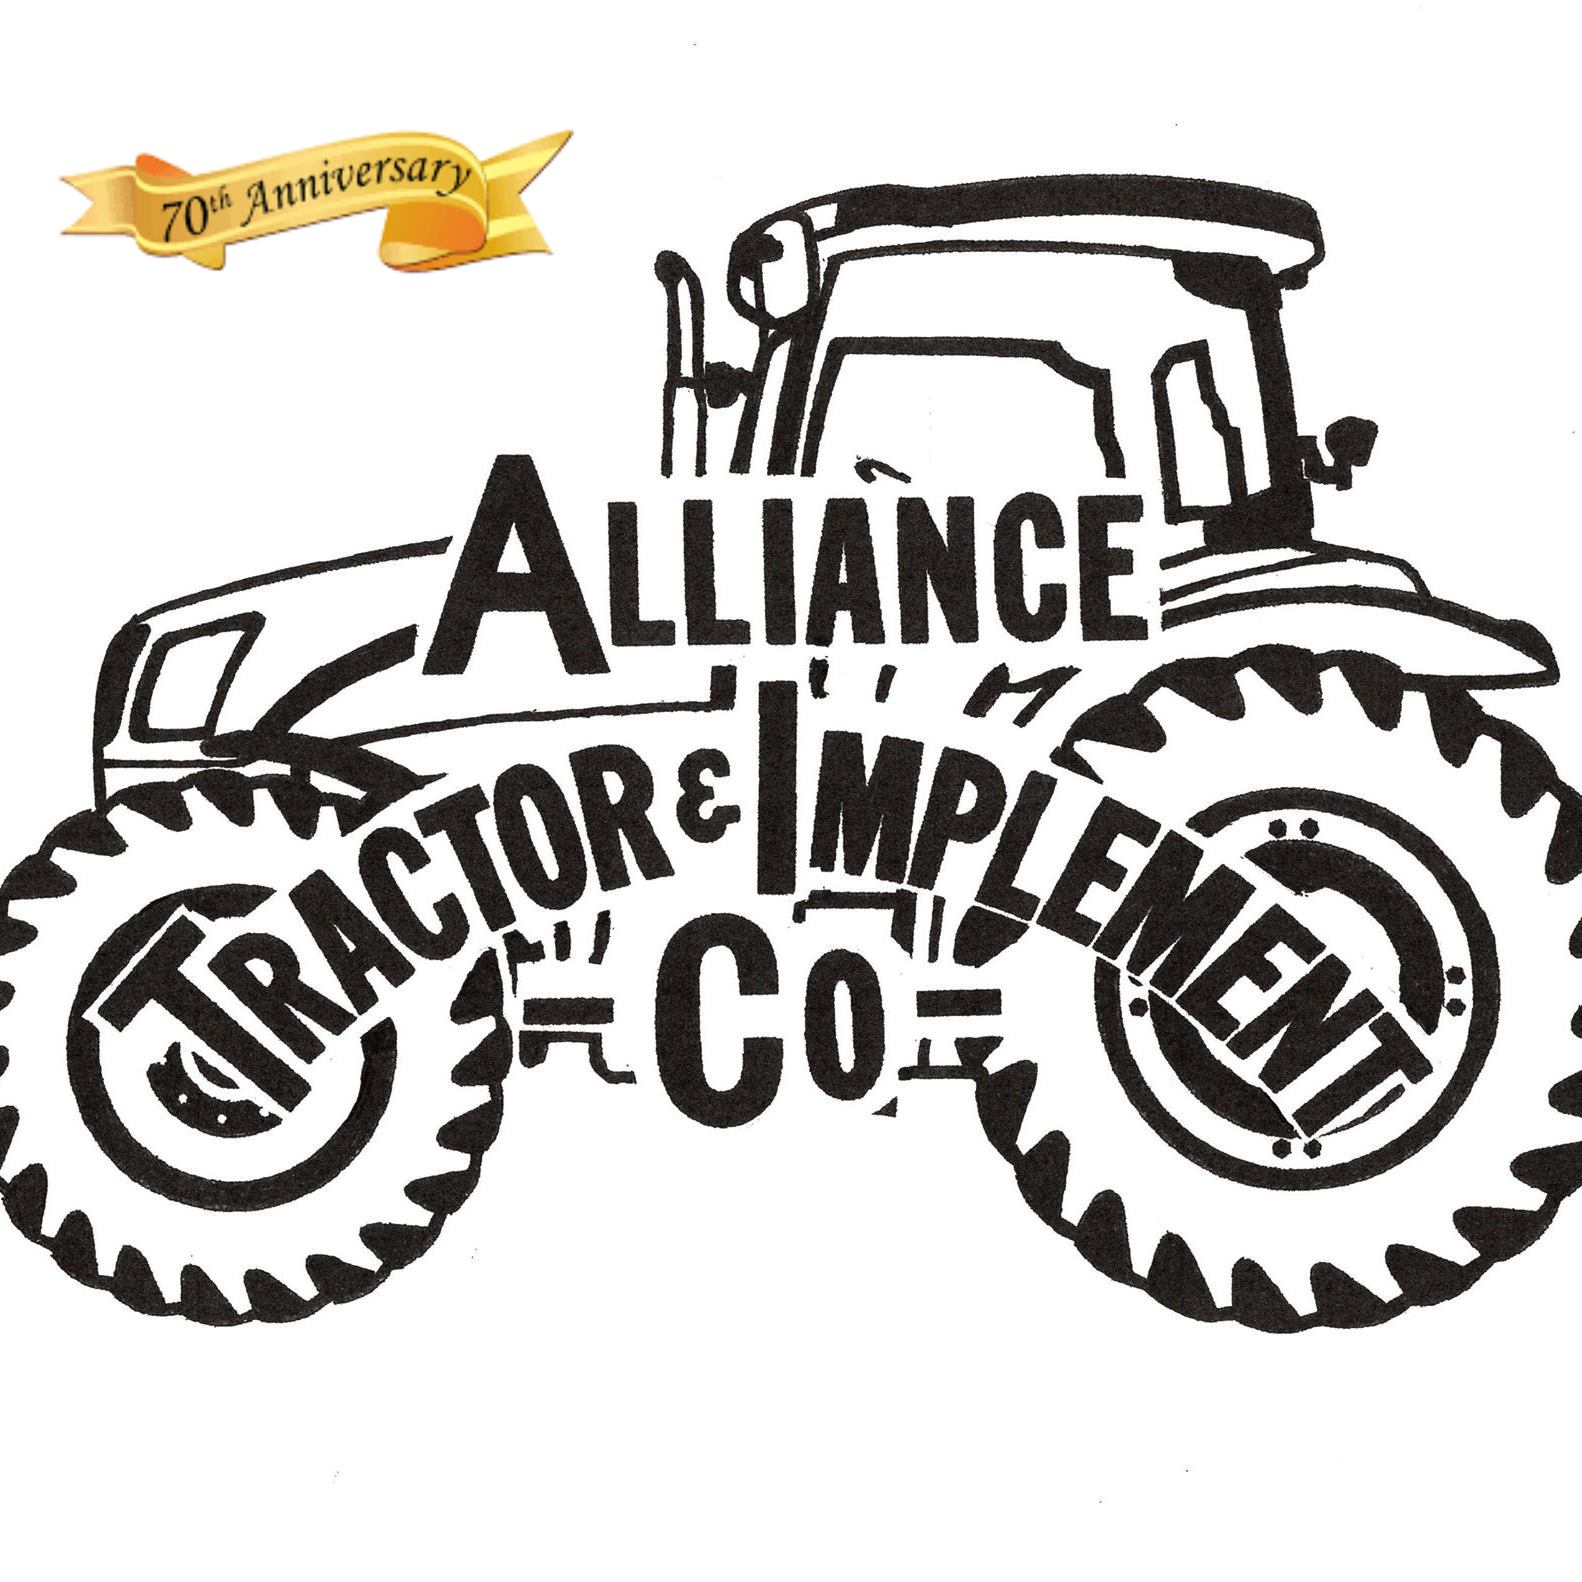 70th Anniversary
ALLIANCE
TRACTOR & IMPLEMENT
CO